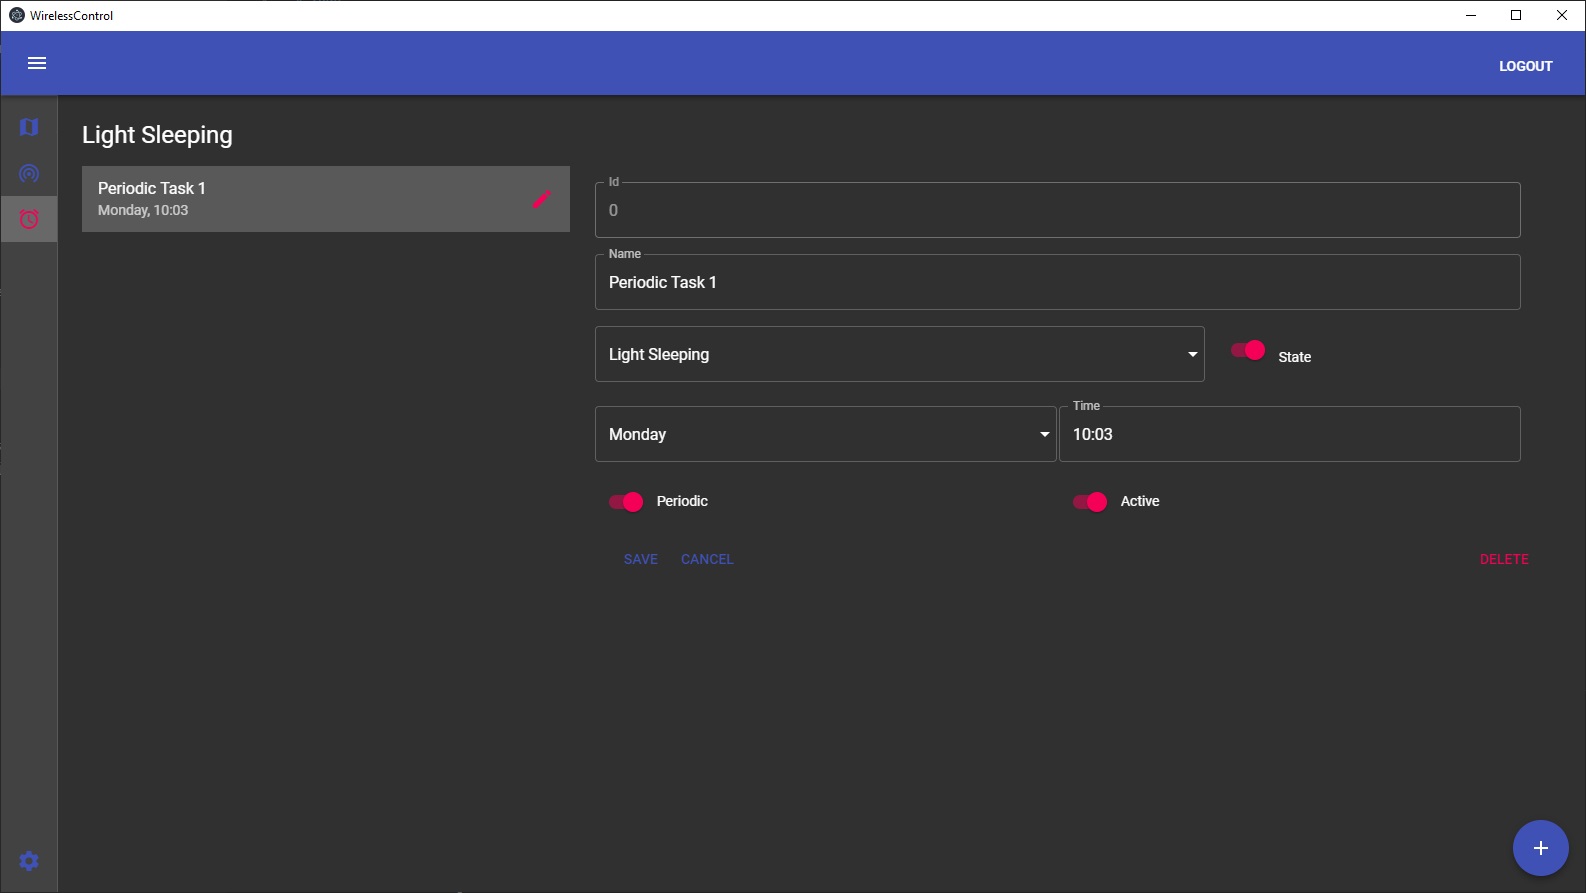 WirelessControl
LOGOUT
Light Sleeping
Periodic Task 1
Monday, 10:03
Id
0
Name
Periodic Task 1
Light Sleeping
State
Monday
Time
10:03
Periodic
Active
SAVE CANCEL DELETE